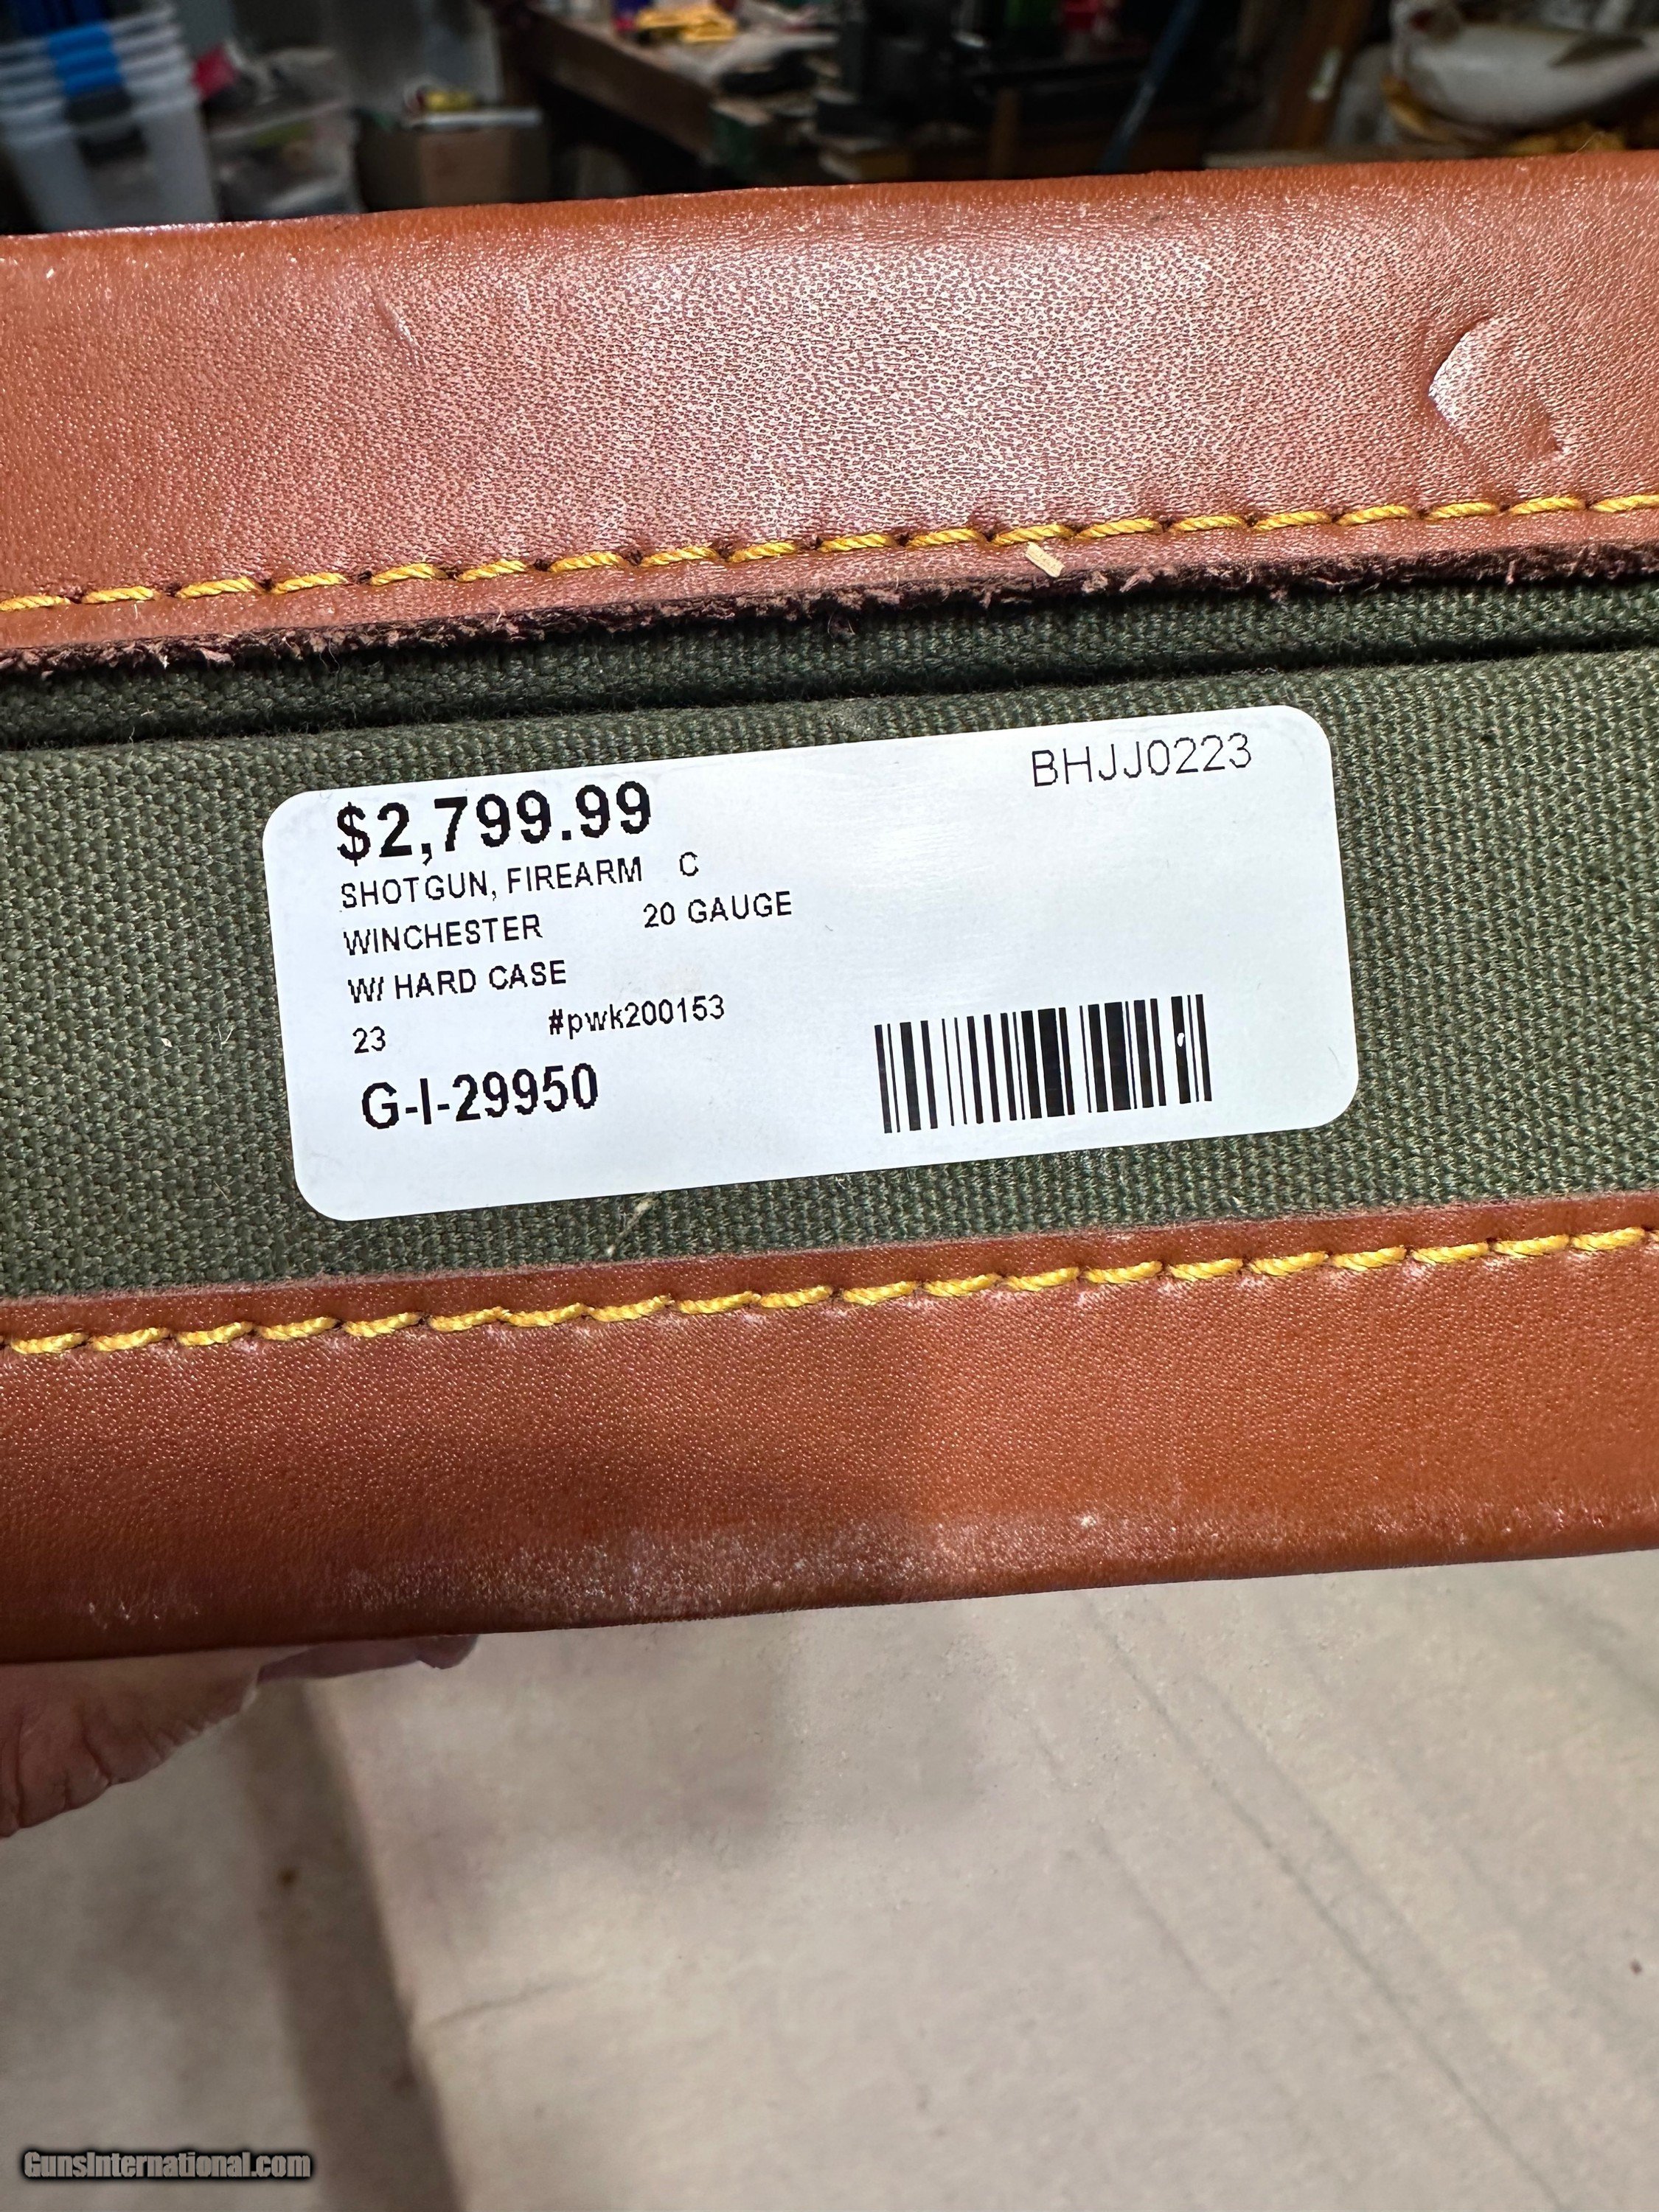 BHJJ0223
$2,799.99
SHOTGUN, FIREARM C
WINCHESTER 20 GAUGE
W/ HARD CASE
23 #pwk200153
G-I-29950
GunsInternational.com